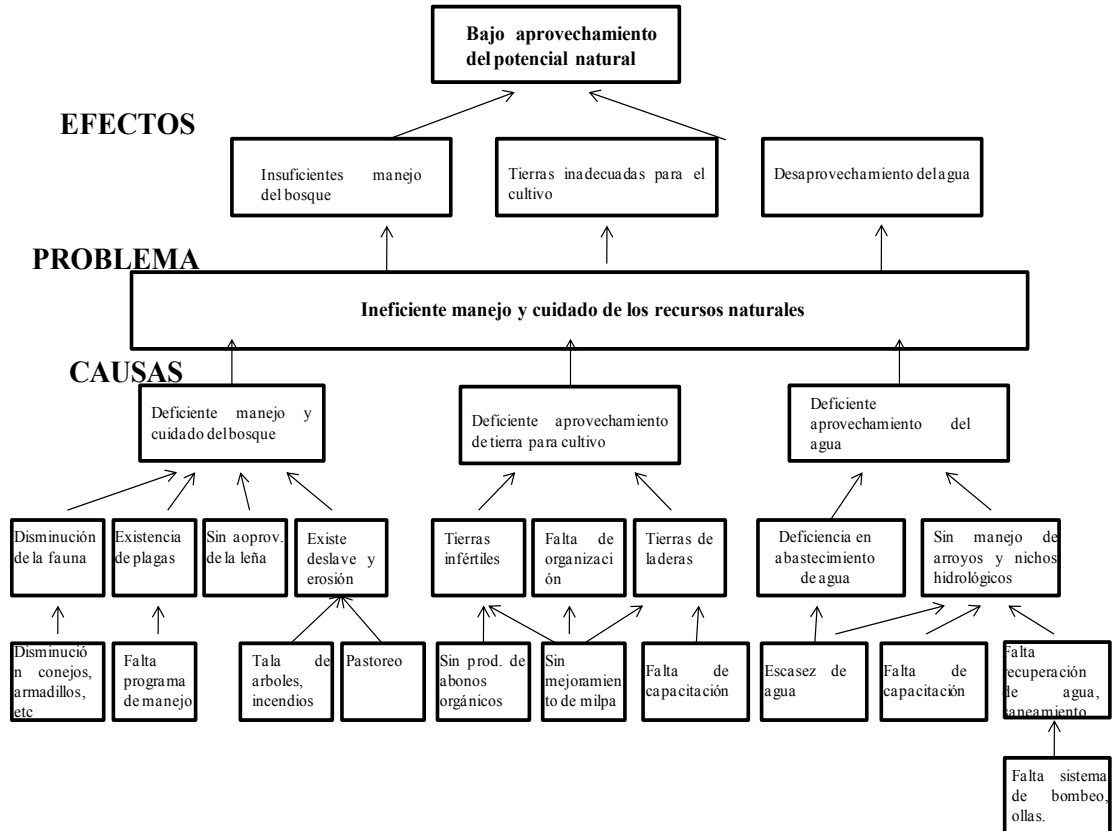 Bajo aprovechamiento
del potencial natural
EFECTOS
Insuficientes manejo
del bosque
Tierras inadecuadas para el
cultivo
Desaprovechamiento del agua
PROBLEMA
Ineficiente manejo y cuidado de los recursos naturales
CAUSAS
Deficiente manejo y
cuidado del bosque
Deficiente aprovechamiento
de tierra para cultivo
Deficiente
aprovechamiento del
agua
Disminución
de la fauna
Existencia
de plagas
Sin aoprov.
de la leña
Existe
deslave y
erosión
Tierras
infértiles
Falta de
organizaci
ón
Tierras de
laderas
Deficiencia en
abastecimiento
de agua
Sin manejo de
arroyos y nichos
hidrológicos
Disminució
n conejos,
armadillos,
etc
Falta
programa
de manejo
Tala de
arboles,
incendios
Pastoreo
Sin prod. de
abonos
orgánicos
Sin
mejoramien
to de milpa
Falta de
capacitación
Escasez de
agua
Falta de
capacitación
Falta
recuperación
de agua,
saneamiento
Falta sistema
de bombeo,
ollas.